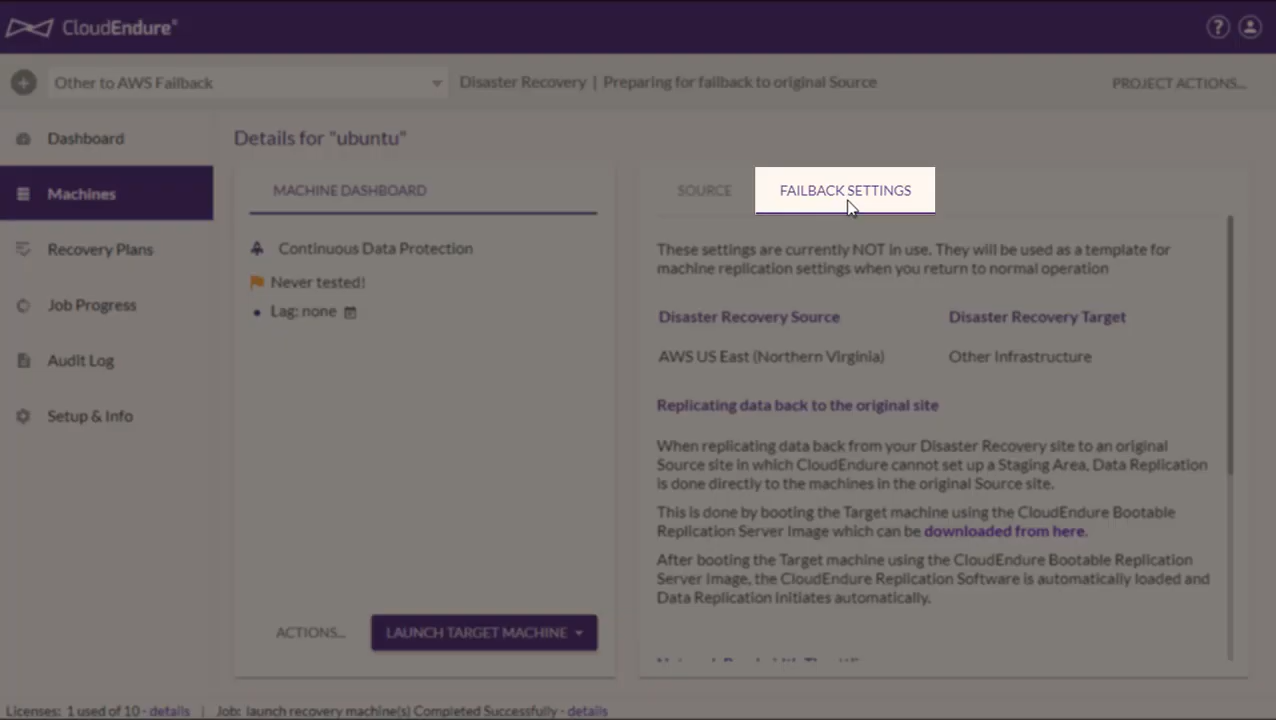 CloudEndure®
Other to AWS Failback
Disaster Recovery | Preparing for failback to original Source
PROJECT ACTIONS...
Dashboard
Machines
Recovery Plans
Job Progress
Audit Log
Setup & Info
Details for "ubuntu"
MACHINE DASHBOARD
Continuous Data Protection
Never tested!
Lag: none
ACTIONS...
LAUNCH TARGET MACHINE
SOURCE
FAILBACK SETTINGS
These settings are currently NOT in use. They will be used as a template for
machine replication settings when you return to normal operation
Disaster Recovery Source
Disaster Recovery Target
AWS US East (Northern Virginia)
Other Infrastructure
Replicating data back to the original site
When replicating data back from your Disaster Recovery site to an original
Source site in which CloudEndure cannot set up a Staging Area, Data Replication
is done directly to the machines in the original Source site.
This is done by booting the Target machine using the CloudEndure Bootable
Replication Server Image which can be downloaded from here.
After booting the Target machine using the CloudEndure Bootable Replication
Server Image, the CloudEndure Replication Software is automatically loaded and
Data Replication Initiates automatically.
Licenses: 1 used of 10 - details | Job: launch recovery machine(s) Completed Successfully - details